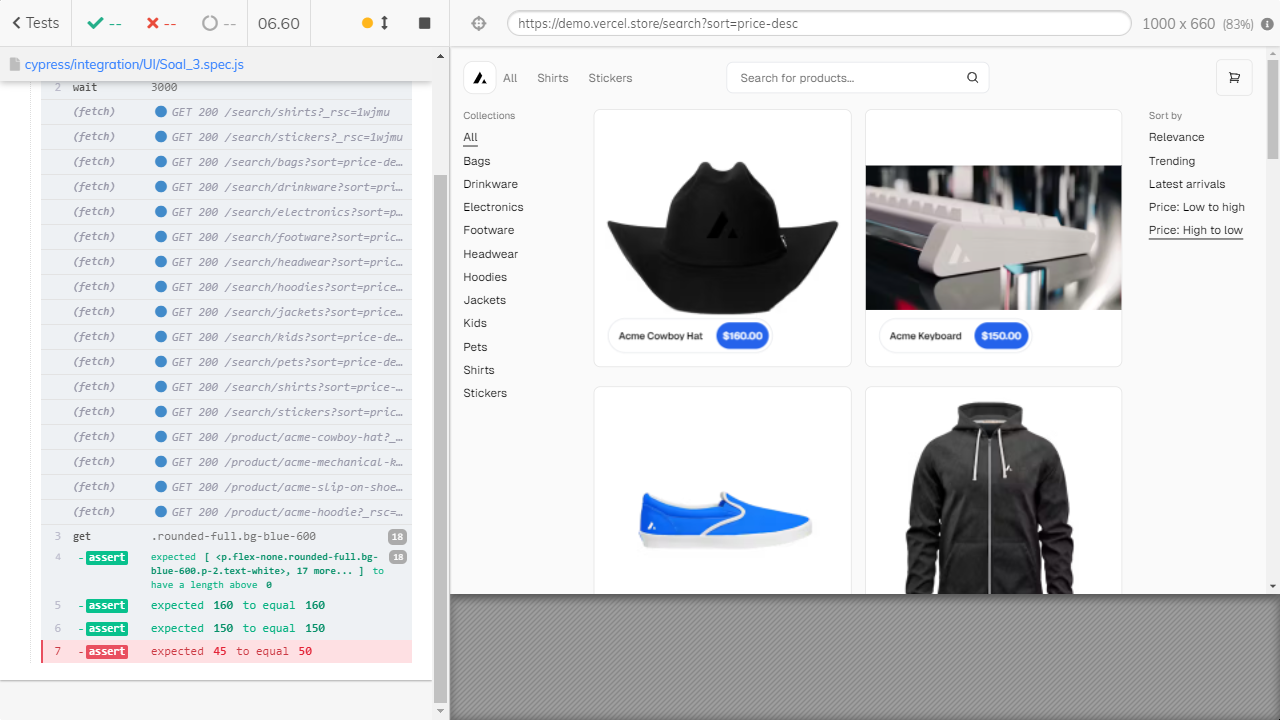 Tests
--
--
--
06.60
https://demo.vercel.store/search?sort=price-desc
1000 x 660 (83%)
cypress/integration/UI/Soal_3.spec.js
2 wait 3000
(fetch) GET 200 /search/shirts?_rsc=1wjmu
(fetch) GET 200 /search/stickers?_rsc=1wjmu
(fetch) GET 200 /search/bags?sort=price-de…
(fetch) GET 200 /search/drinkware?sort=pri…
(fetch) GET 200 /search/electronics?sort=p…
(fetch) GET 200 /search/footware?sort=pric…
(fetch) GET 200 /search/headwear?sort=pric…
(fetch) GET 200 /search/hoodies?sort=price…
(fetch) GET 200 /search/jackets?sort=price…
(fetch) GET 200 /search/kids?sort=price-de…
(fetch) GET 200 /search/pets?sort=price-de…
(fetch) GET 200 /search/shirts?sort=price-…
(fetch) GET 200 /search/stickers?sort=pric…
(fetch) GET 200 /product/acme-cowboy-hat?_…
(fetch) GET 200 /product/acme-mechanical-k…
(fetch) GET 200 /product/acme-slip-on-shoe…
(fetch) GET 200 /product/acme-hoodie?_rsc=…
3 get .rounded-full.bg-blue-600 18
4 -assert expected [ <p.flex-none.rounded-full.bg- 18
blue-600.p-2.text-white>, 17 more... ] to
have a length above 0
5 -assert expected 160 to equal 160
6 -assert expected 150 to equal 150
7 -assert expected 45 to equal 50
All
Shirts
Stickers
Search for products...
Collections
All
Bags
Drinkware
Electronics
Footware
Headwear
Hoodies
Jackets
Kids
Pets
Shirts
Stickers
Acme Cowboy Hat $160.00
Acme Keyboard $150.00
Sort by
Relevance
Trending
Latest arrivals
Price: Low to high
Price: High to low